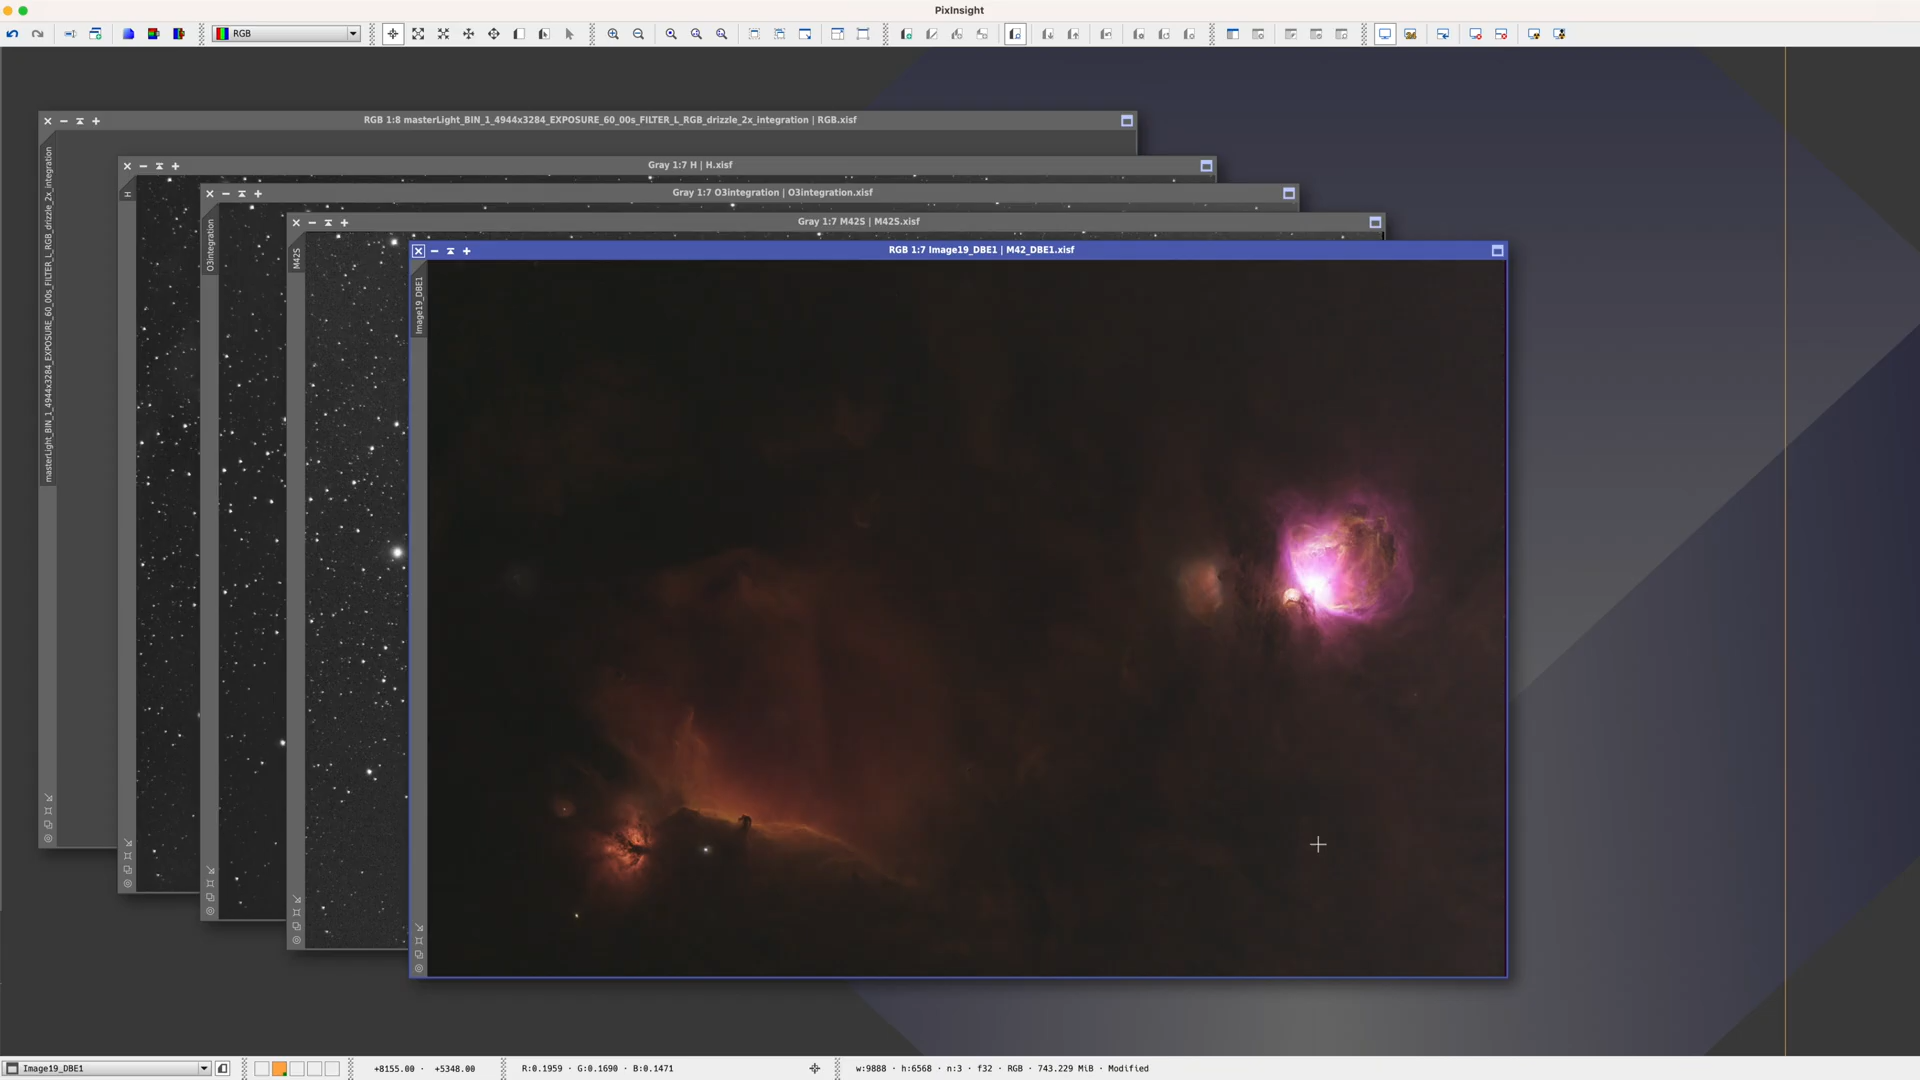 PixInsight
RGB
RGB 1:8 masterLight_BIN_1_4944x3284_EXPOSURE_60_00s_FILTER_L_RGB_drizzle_2x_integration | RGB.xisf
masterLight_BIN_1_4944x3284_EXPOSURE_60_00s_FILTER_L_RGB_drizzle_2x_integration
Gray 1:7 H | H.xisf
H
Gray 1:7 O3integration | O3integration.xisf
O3integration
Gray 1:7 M42S | M42S.xisf
M42S
RGB 1:7 Image19_DBE1 | M42_DBE1.xisf
Image19_DBE1
Image19_DBE1
+8155.00 · +5348.00
R:0.1959 · G:0.1690 · B:0.1471
w:9888 · h:6568 · n:3 · f32 · RGB · 743.229 MiB · Modified